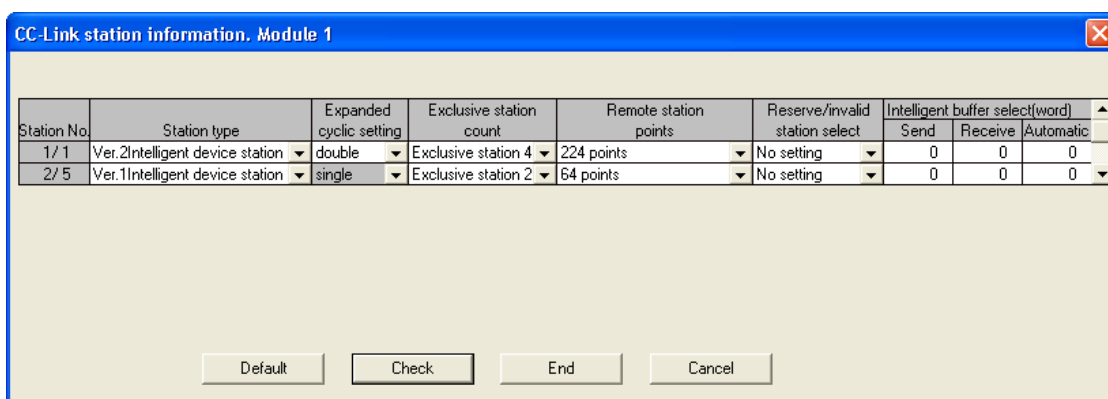 CC-Link station information. Module 1
Expanded Exclusive station Remote station Reserve/invalid Intelligent buffer select(word)
Station No. Station type cyclic setting count points station select Send Receive Automatic
1/1 Ver.2Intelligent device station double Exclusive station 4 224 points No setting 0 0 0
2/5 Ver.1Intelligent device station single Exclusive station 2 64 points No setting 0 0 0
Default Check End Cancel